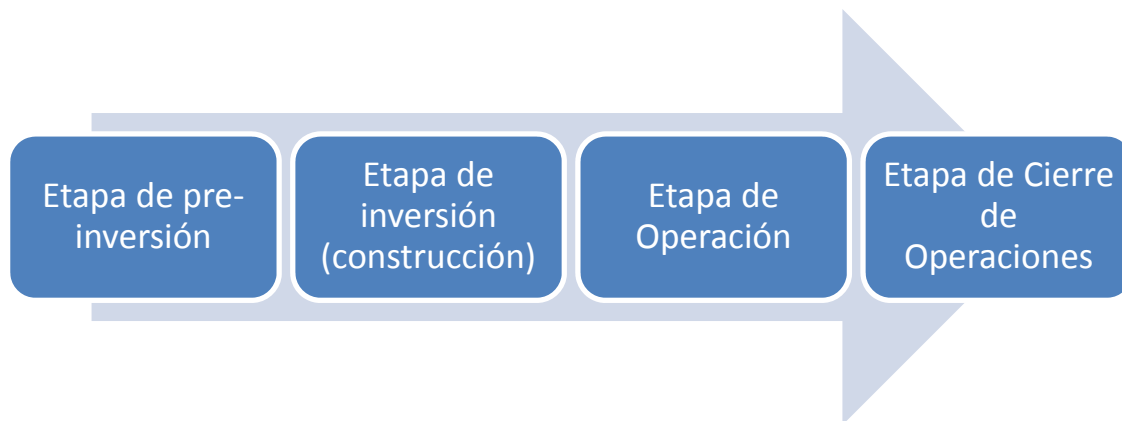 Etapa de pre-
inversión
Etapa de
inversión
(construcción)
Etapa de
Operación
Etapa de Cierre
de
Operaciones